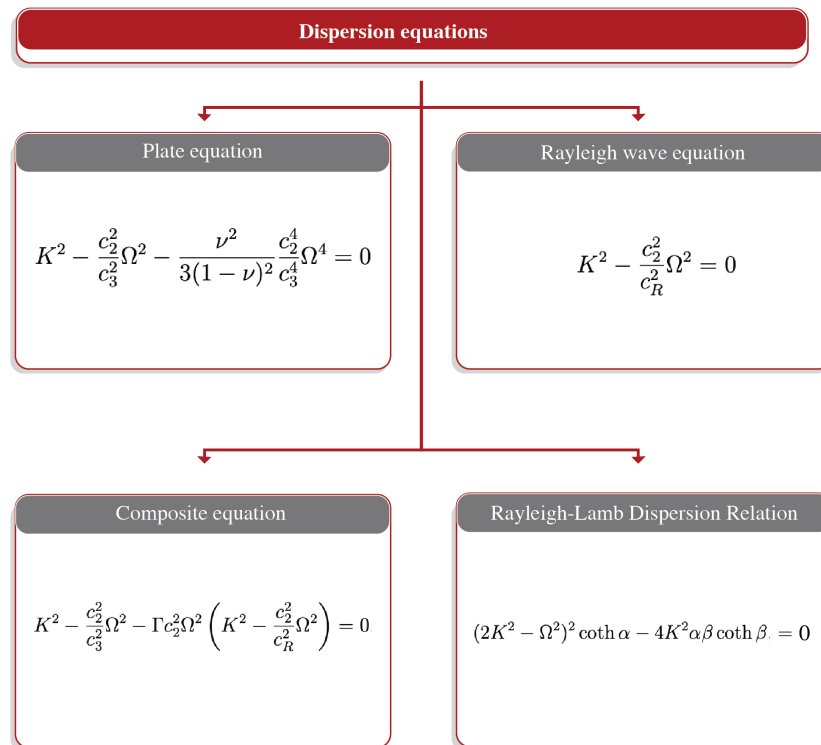 Dispersion equations
Plate equation
Rayleigh wave equation
$K^2 - \frac{c_2^2}{c_3^2}\Omega^2 - \frac{\nu^2}{3(1-\nu)^2}\frac{c_2^4}{c_3^4}\Omega^4 = 0$
$K^2 - \frac{c_2^2}{c_R^2}\Omega^2 = 0$
Composite equation
Rayleigh-Lamb Dispersion Relation
$K^2 - \frac{c_2^2}{c_3^2}\Omega^2 - \Gamma c_2^2\Omega^2\left(K^2 - \frac{c_2^2}{c_R^2}\Omega^2\right) = 0$
$(2K^2 - \Omega^2)^2 \coth\alpha - 4K^2\alpha\beta\coth\beta = 0$